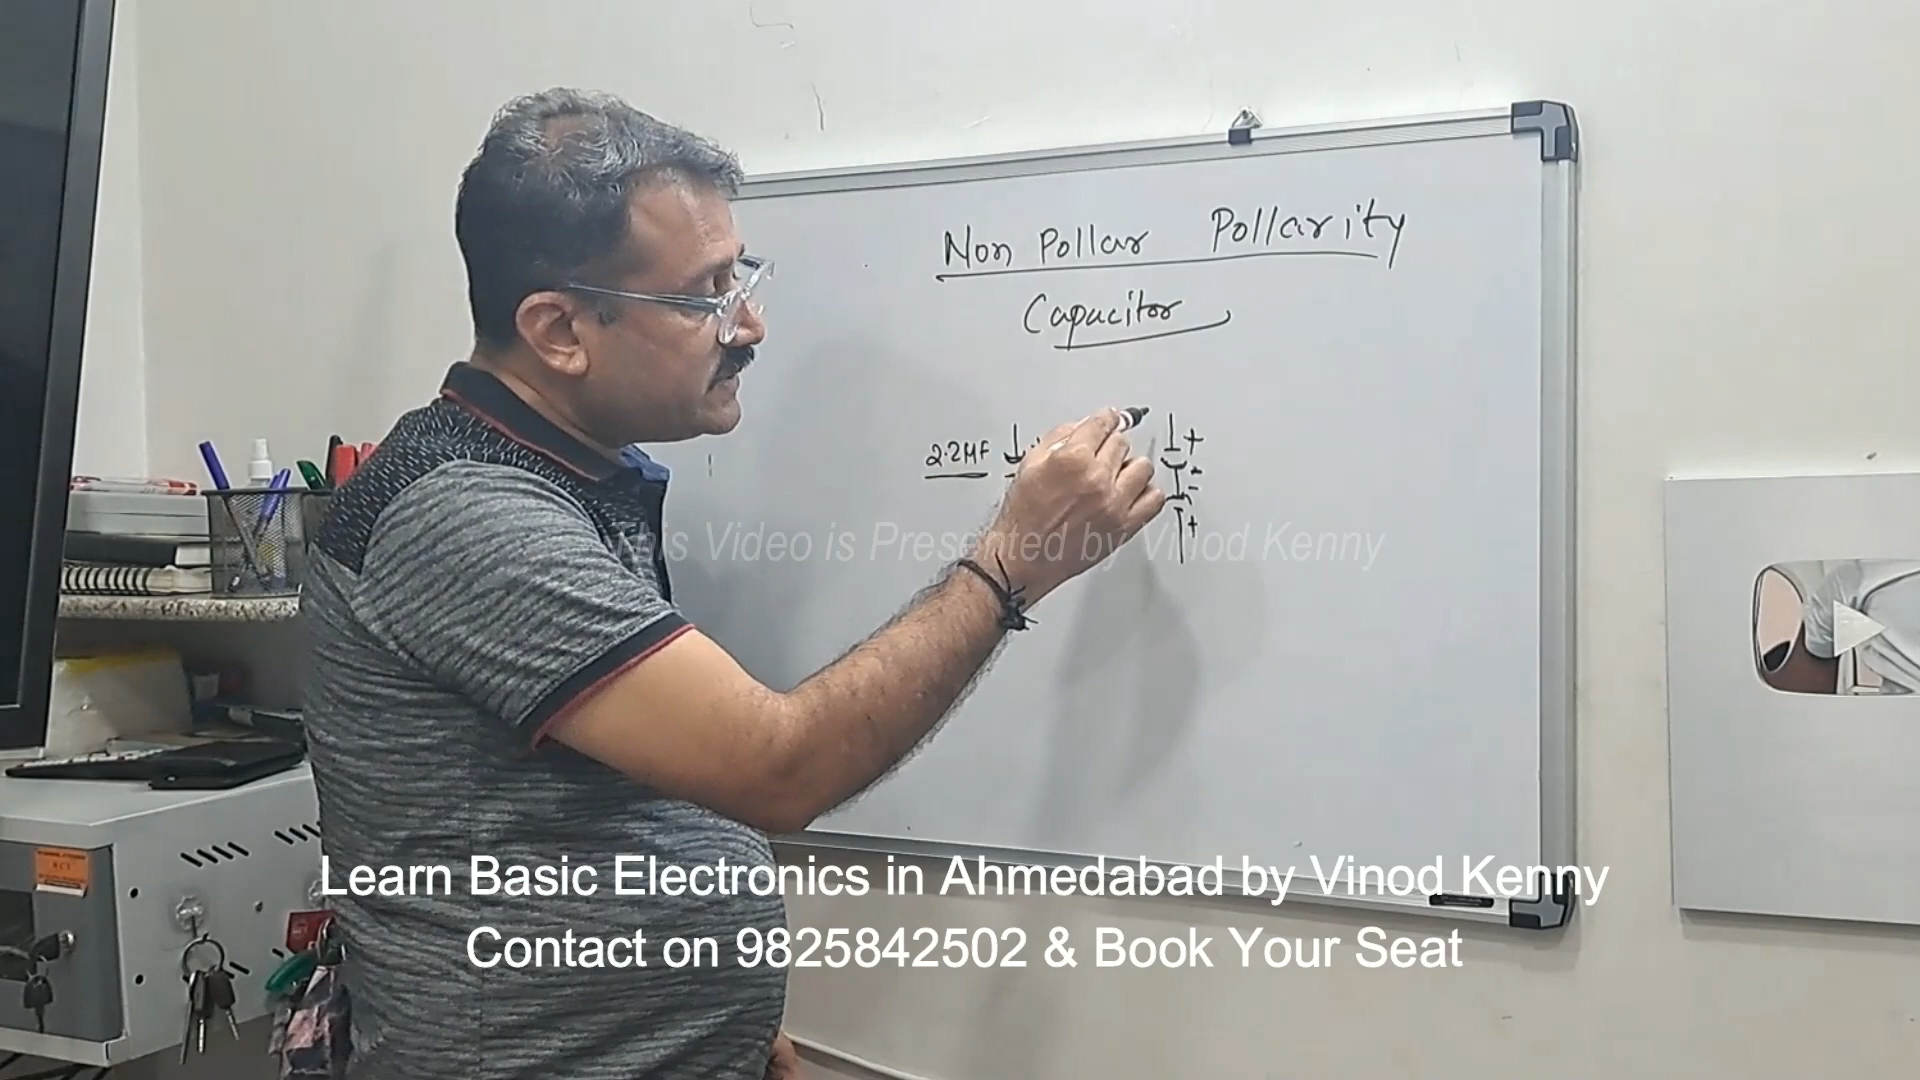 Non Pollar Pollarity
Capacitor
2.2MF
+
-
-
+
This Video is Presented by Vinod Kenny
Learn Basic Electronics in Ahmedabad by Vinod Kenny
Contact on 9825842502 & Book Your Seat